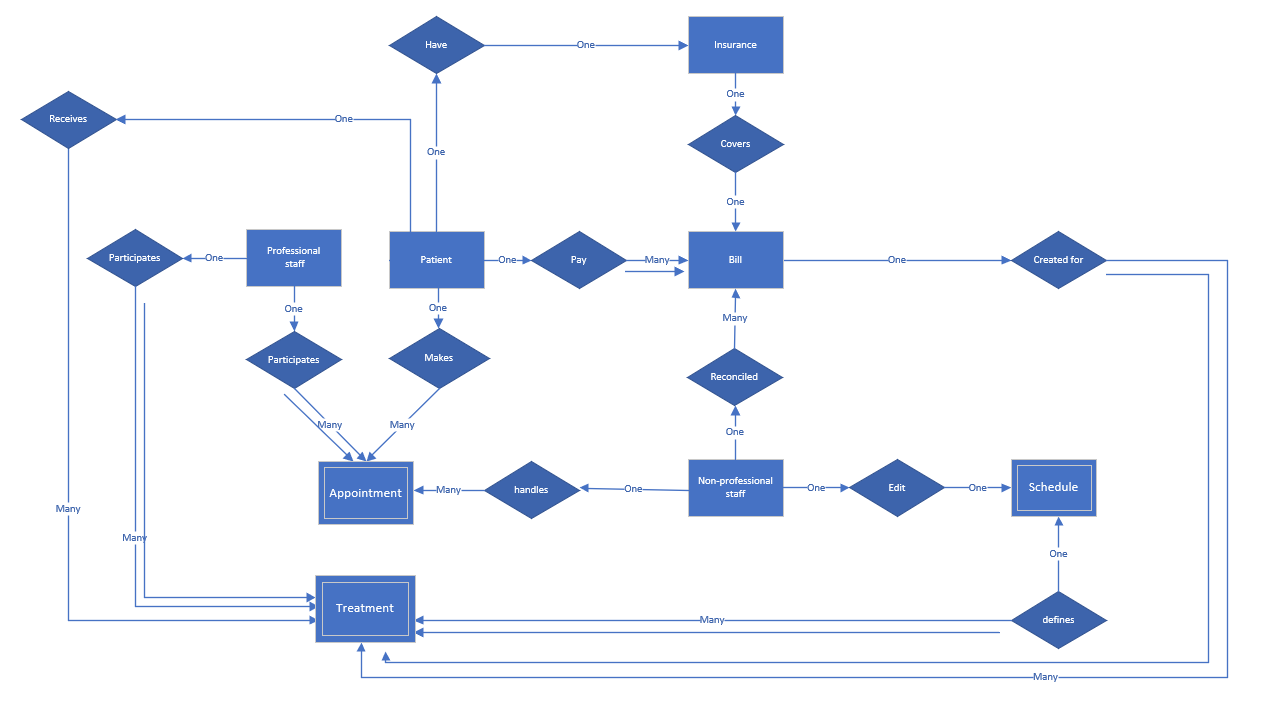 Have
One
Insurance
One
Receives
One
One
Covers
One
Participates
One
Professional
staff
Patient
One
Pay
Many
Bill
One
Created for
One
One
Many
Participates
Makes
Reconciled
Many
Many
One
Appointment
Many
handles
One
Non-professional
staff
One
Edit
One
Schedule
Many
Many
One
Treatment
Many
defines
Many